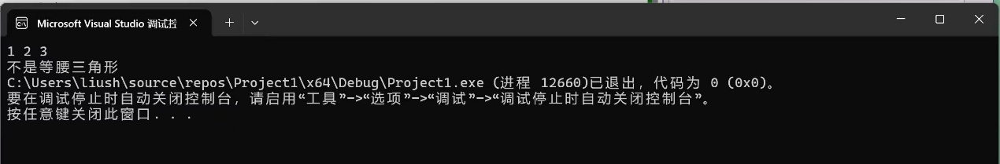 Microsoft Visual Studio 调试控
1 2 3
不是等腰三角形
C:\Users\liush\source\repos\Project1\x64\Debug\Project1.exe (进程 12660)已退出，代码为 0 (0x0)。
要在调试停止时自动关闭控制台，请启用“工具”->“选项”->“调试”->“调试停止时自动关闭控制台”。
按任意键关闭此窗口. . .